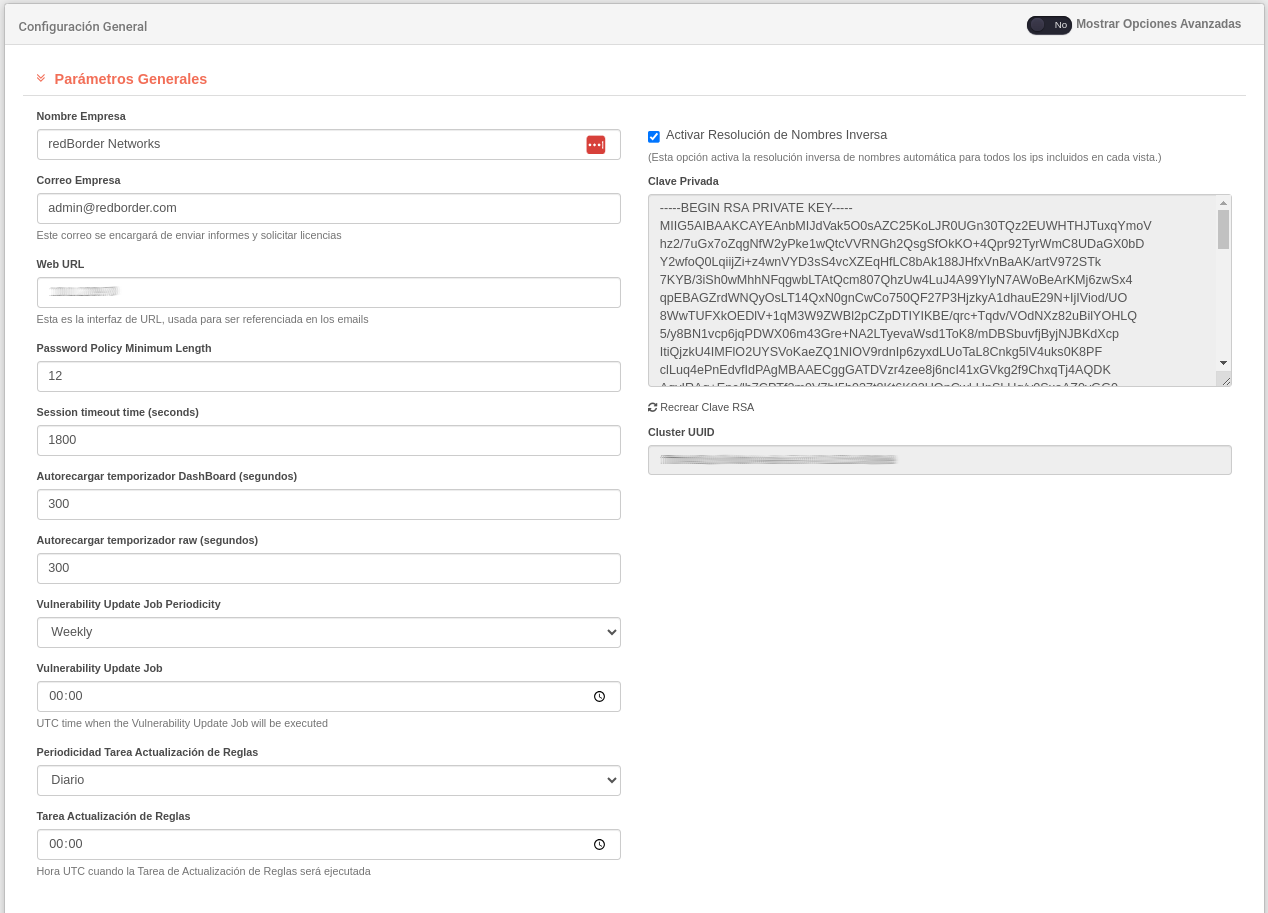 Configuración General
No Mostrar Opciones Avanzadas
Parámetros Generales
Nombre Empresa
redBorder Networks
Correo Empresa
admin@redborder.com
Este correo se encargará de enviar informes y solicitar licencias
Web URL
Esta es la interfaz de URL, usada para ser referenciada en los emails
Password Policy Minimum Length
12
Session timeout time (seconds)
1800
Autorecargar temporizador DashBoard (segundos)
300
Autorecargar temporizador raw (segundos)
300
Vulnerability Update Job Periodicity
Weekly
Vulnerability Update Job
00:00
UTC time when the Vulnerability Update Job will be executed
Periodicidad Tarea Actualización de Reglas
Diario
Tarea Actualización de Reglas
00:00
Hora UTC cuando la Tarea de Actualización de Reglas será ejecutada
Activar Resolución de Nombres Inversa
(Esta opción activa la resolución inversa de nombres automática para todos los ips incluidos en cada vista.)
Clave Privada
-----BEGIN RSA PRIVATE KEY-----
MIIG5AIBAAKCAYEAnbMIJdVak5O0sAZC25KoLJR0UGn30TQz2EUWHTHJTuxqYmoV
hz2/7uGx7oZqgNfW2yPke1wQtcVVRNGh2QsgSfOkKO+4Qpr92TyrWmC8UDaGX0bD
Y2wfoQ0LqiijZi+z4wnVYD3sS4vcXZEqHfLC8bAk188JHfxVnBaAK/artV972STk
7KYB/3iSh0wMhhNFqgwbLTAtQcm807QhzUw4LuJ4A99YlyN7AWoBeArKMj6zwSx4
qpEBAGZrdWNQyOsLT14QxN0gnCwCo750QF27P3HjzkyA1dhauE29N+IjIViod/UO
8WwTUFXkOEDlV+1qM3W9ZWBl2pCZpDTIYIKBE/qrc+Tqdv/VOdNXz82uBilYOHLQ
5/y8BN1vcp6jqPDWX06m43Gre+NA2LTyevaWsd1ToK8/mDBSbuvfjByjNJBKdXcp
ItiQjzkU4IMFlO2UYSVoKaeZQ1NIOV9rdnIp6zyxdLUoTaL8Cnkg5lV4uks0K8PF
clLuq4ePnEdvfIdPAgMBAAECggGATDVzr4zee8j6ncI41xGVkg2f9ChxqTj4AQDK
Recrear Clave RSA
Cluster UUID